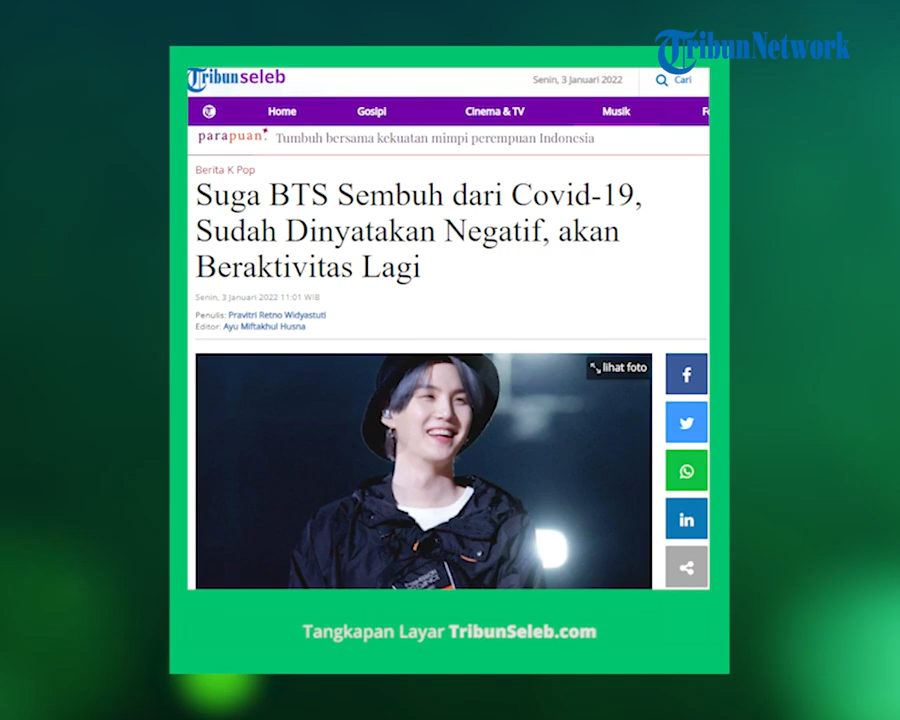 TribunNetwork
Tribunseleb
Senin, 3 Januari 2022
Cari
Home Gosipi Cinema & TV Musik
parapuan. Tumbuh bersama kekuatan mimpi perempuan Indonesia
Berita K Pop
Suga BTS Sembuh dari Covid-19,
Sudah Dinyatakan Negatif, akan
Beraktivitas Lagi
Senin, 3 Januari 2022 11:01 WIB
Penulis: Pravitri Retno Widyastuti
Editor: Ayu Miftakhul Husna
lihat foto
Tangkapan Layar TribunSeleb.com